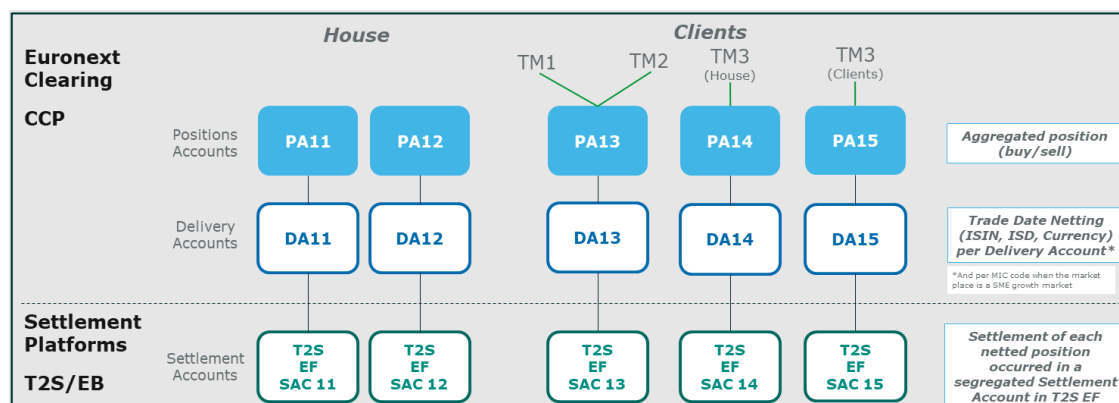 House
Clients
Euronext
Clearing
CCP
TM1
TM2
TM3
(House)
TM3
(Clients)
Positions
Accounts
PA11
PA12
PA13
PA14
PA15
Aggregated position
(buy/sell)
Delivery
Accounts
DA11
DA12
DA13
DA14
DA15
Trade Date Netting
(ISIN, ISD, Currency)
per Delivery Account*
*And per MIC code when the market
place is a SME growth market
Settlement
Platforms
T2S/EB
Settlement
Accounts
T2S
EF
SAC 11
T2S
EF
SAC 12
T2S
EF
SAC 13
T2S
EF
SAC 14
T2S
EF
SAC 15
Settlement of each
netted position
occurred in a
segregated Settlement
Account in T2S EF